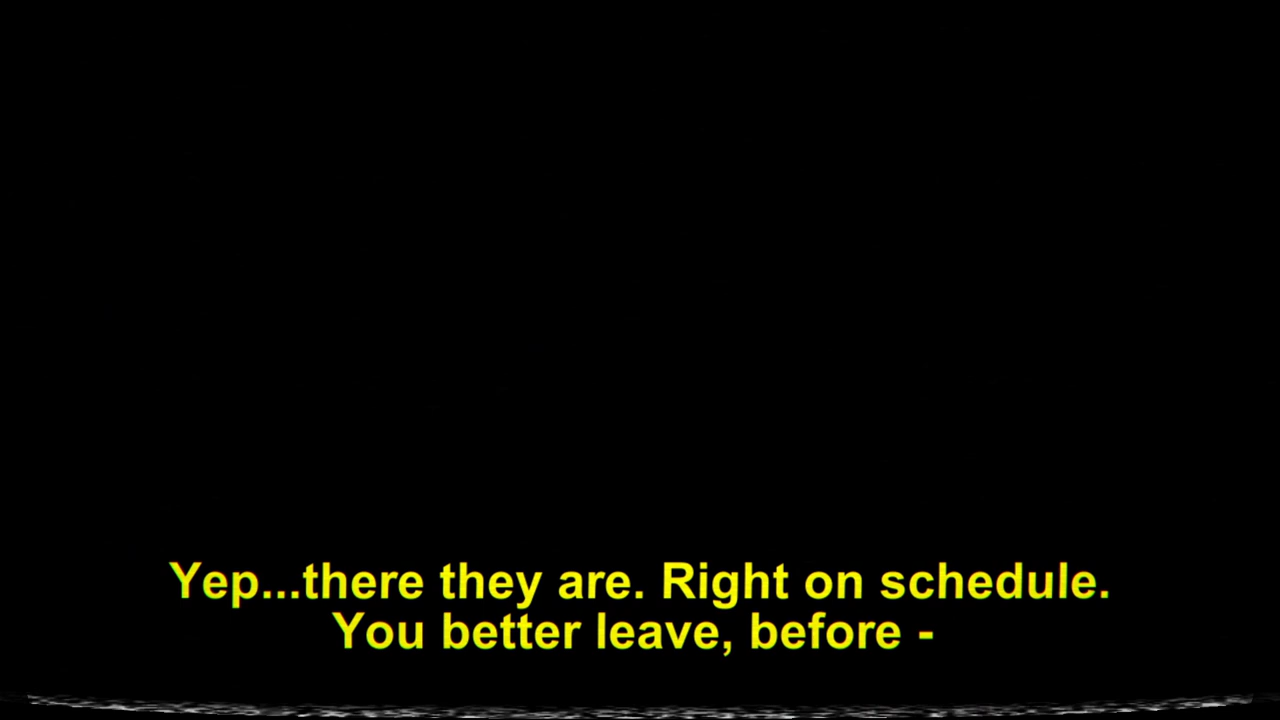 Yep...there they are. Right on schedule.
You better leave, before -